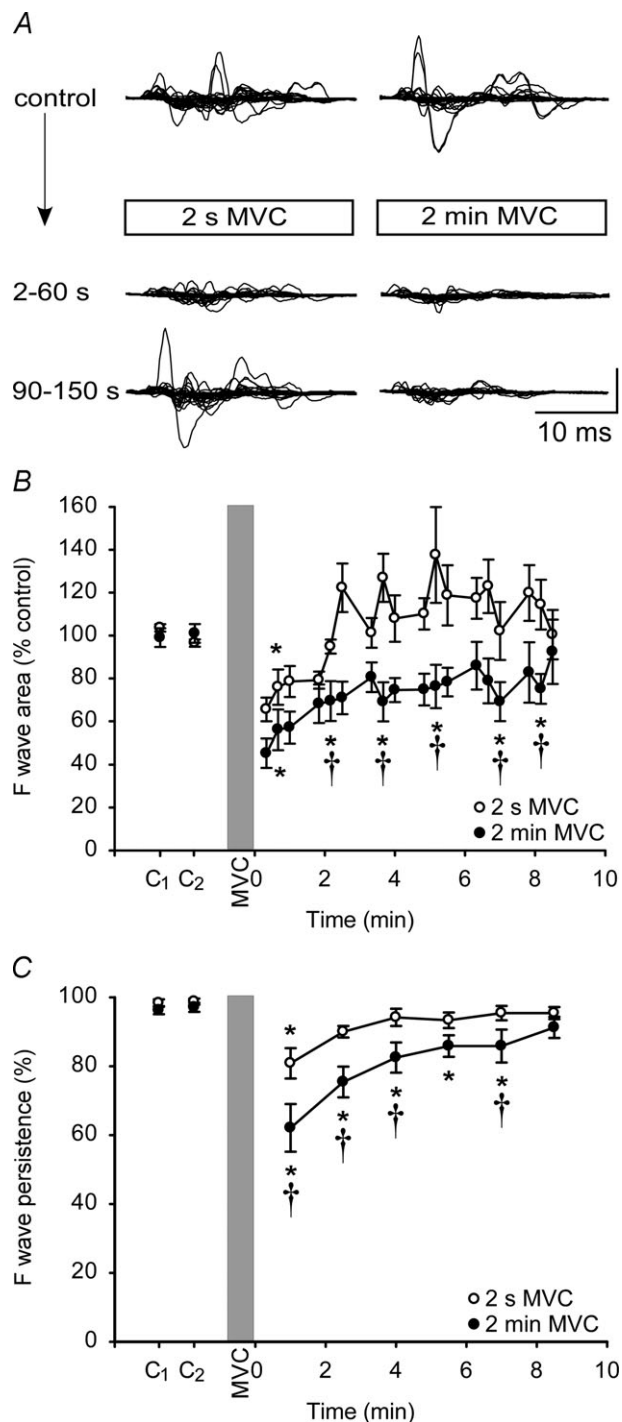 A
control
2 s MVC
2 min MVC
2-60 s
90-150 s
10 ms
B
F wave area (% control)
160
140
120
100
80
60
40
20
0
*
*
* * * * *
† † † † †
2 s MVC
2 min MVC
C₁ C₂ MVC 0 2 4 6 8 10
Time (min)
C
F wave persistence (%)
100
80
60
40
20
0
*
* * * * *
† † † †
2 s MVC
2 min MVC
C₁ C₂ MVC 0 2 4 6 8 10
Time (min)